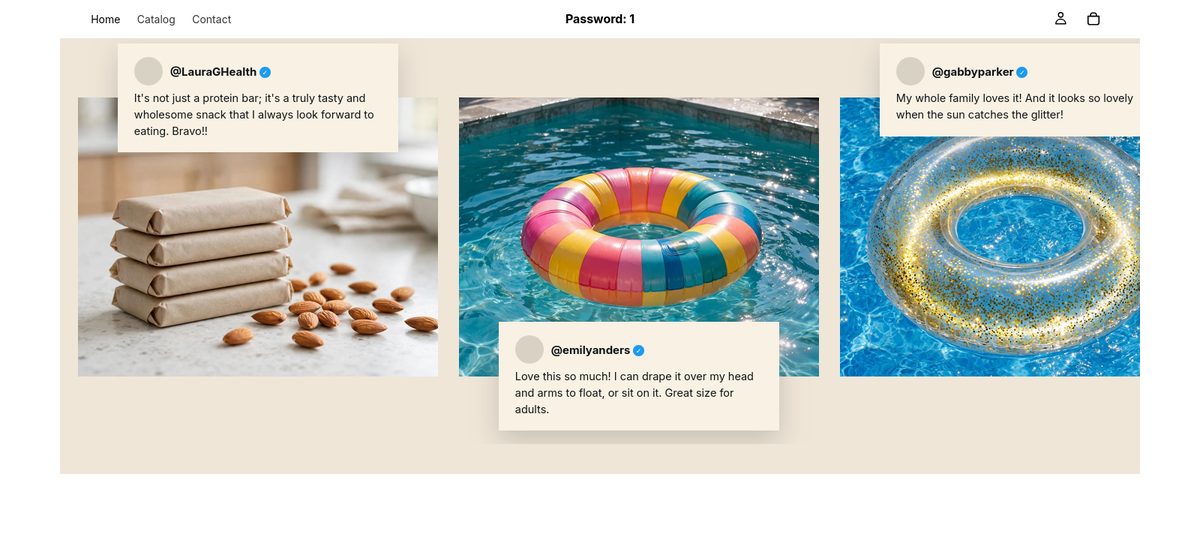 Home Catalog Contact
Password: 1
@LauraGHealth
It's not just a protein bar; it's a truly tasty and
wholesome snack that I always look forward to
eating. Bravo!!
@emilyanders
Love this so much! I can drape it over my head
and arms to float, or sit on it. Great size for
adults.
@gabbyparker
My whole family loves it! And it looks so lovely
when the sun catches the glitter!